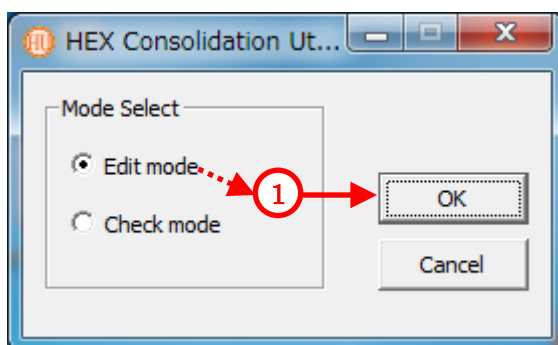 HEX Consolidation Ut...
Mode Select
Edit mode
1
OK
Check mode
Cancel